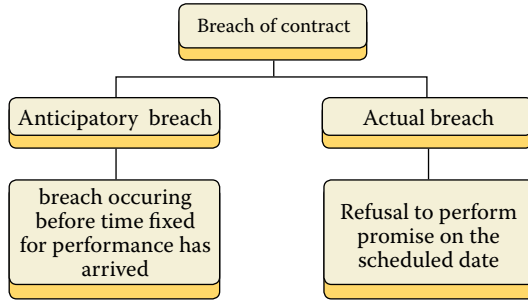 Breach of contract
Anticipatory breach
Actual breach
breach occuring
before time fixed
for performance has
arrived
Refusal to perform
promise on the
scheduled date